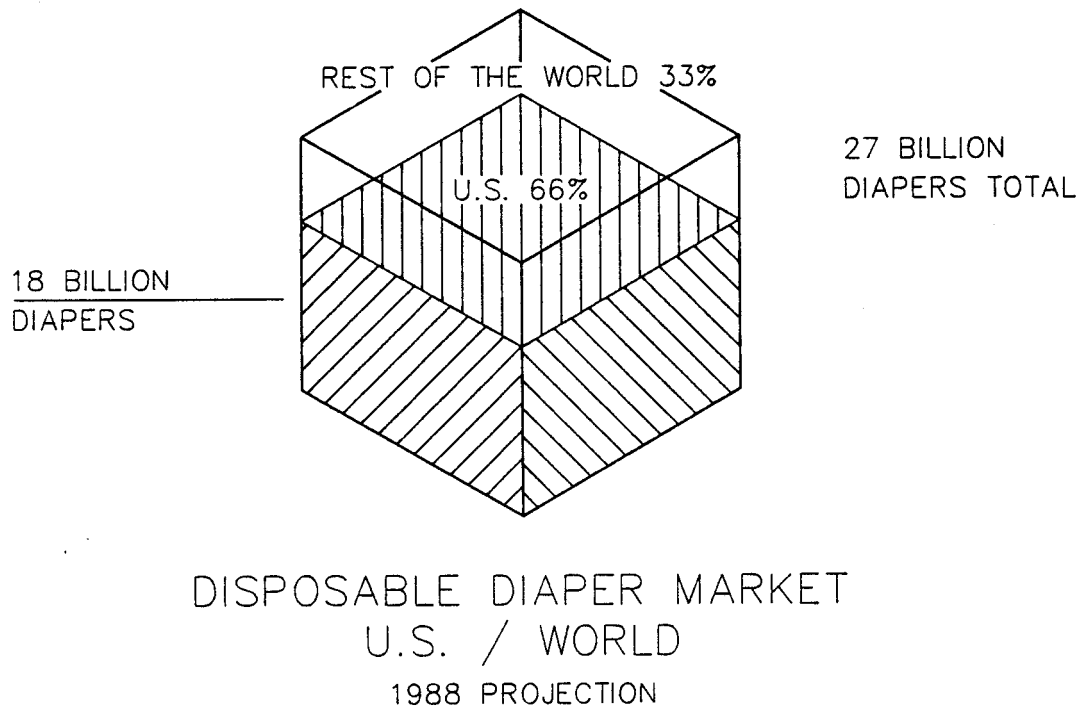 REST OF THE WORLD 33%
27 BILLION
DIAPERS TOTAL
U.S. 66%
18 BILLION
DIAPERS
DISPOSABLE DIAPER MARKET
U.S. / WORLD
1988 PROJECTION